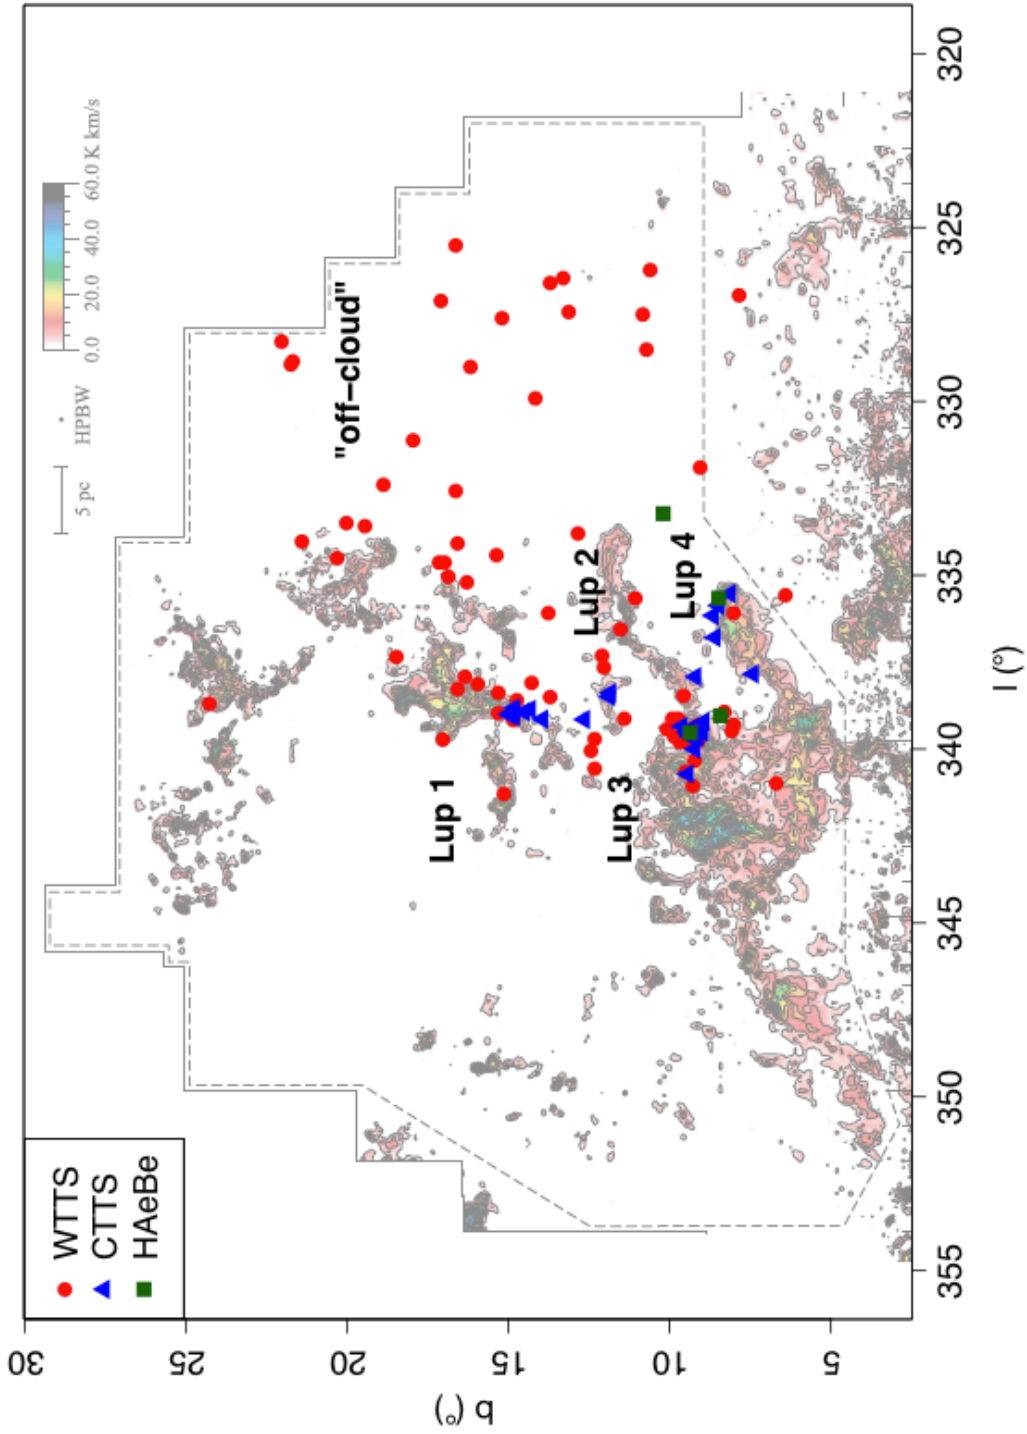 WTTS
CTTS
HAeBe
5 pc
HPBW
0.0 20.0 40.0 60.0 K km/s
"off−cloud"
Lup 1
Lup 2
Lup 3
Lup 4
30
25
20
15
10
5
b (°)
355 350 345 340 335 330 325 320
l (°)